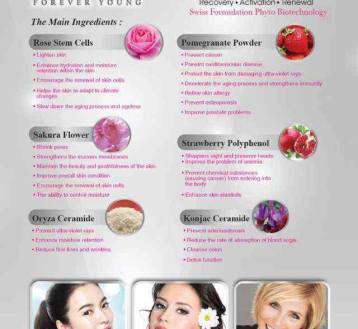 FOREVER YOUNG
Recovery • Activation • Renewal
Swiss Formulation Phyto Biotechnology
The Main Ingredients :
Rose Stem Cells
• Lighten skin
• Enhance hydration and moisture
retention within the skin
• Encourage the renewal of skin cells
• Helps the skin to adapt to climate
changes
• Slow down the aging process and ageless
Pomegranate Powder
• Prevent cancer
• Prevent cardiovascular disease
• Protect the skin from damaging ultra-violet rays
• Decelerate the aging process and strengthens immunity
• Relive skin allergy
• Prevent osteoporosis
• Improve prostate problems
Sakura Flower
• Shrink pores
• Strengthens the mucous membranes
• Maintain the beauty and youthfulness of the skin
• Improve overall skin condition
• Encourage the renewal of skin cells
• The ability to control moisture
Strawberry Polyphenol
• Sharpens sight and prevent heads
• Improve the problem of anemia
• Prevent chemical substances
(causing cancer) from entering into
the body
• Enhance skin elasticity
Oryza Ceramide
• Prevent ultra-violet rays
• Enhance moisture retention
• Reduce fine lines and wrinkles
Konjac Ceramide
• Prevent arteriosclerosis
• Reduce the rate of absorption of blood sugar
• Cleanse colon
• Detox function